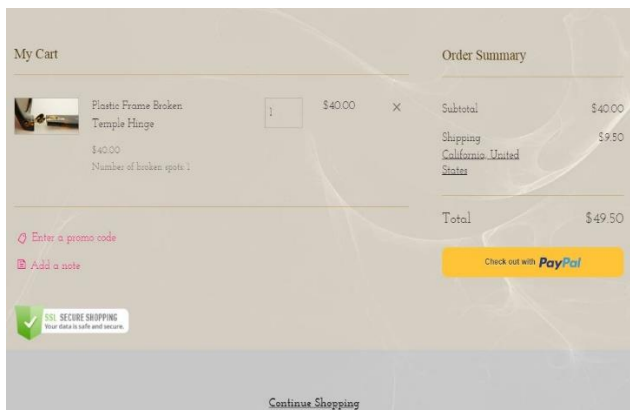 My Cart
Plastic Frame Broken
Temple Hinge
$40.00
Number of broken spots: 1
1
$40.00
×
Enter a promo code
Add a note
SSL SECURE SHOPPING
Your data is safe and secure.
Order Summary
Subtotal $40.00
Shipping $9.50
California, United
States
Total $49.50
Check out with PayPal
Continue Shopping